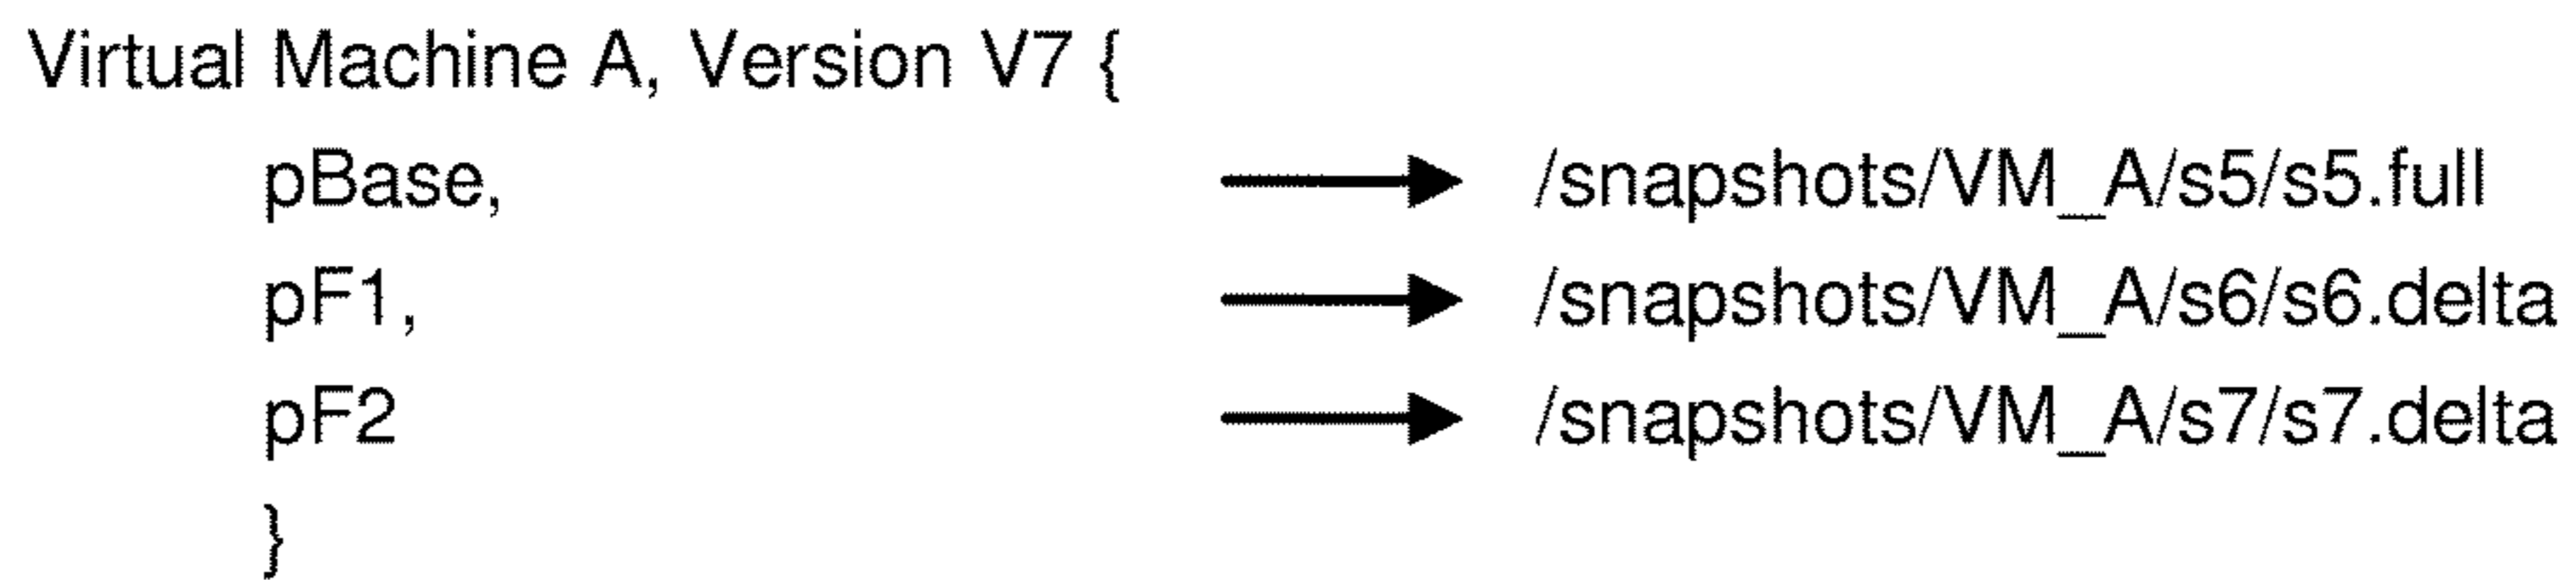 Virtual Machine A, Version V7 {
pBase, /snapshots/VM_A/s5/s5.full
pF1, /snapshots/VM_A/s6/s6.delta
pF2 /snapshots/VM_A/s7/s7.delta
}